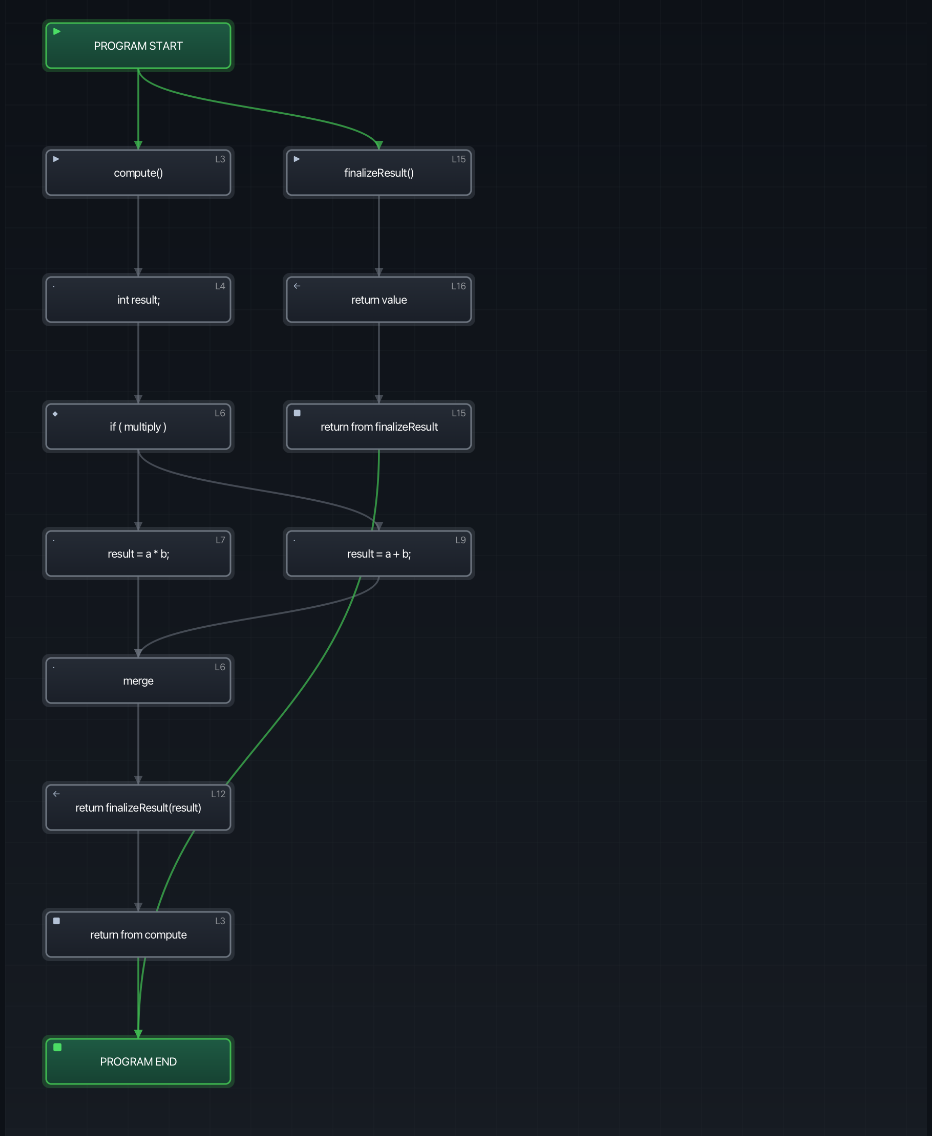 PROGRAM START
L3
compute()
L15
finalizeResult()
L4
int result;
L16
return value
L6
if ( multiply )
L15
return from finalizeResult
L7
result = a * b;
L9
result = a + b;
L6
merge
L12
return finalizeResult(result)
L3
return from compute
PROGRAM END